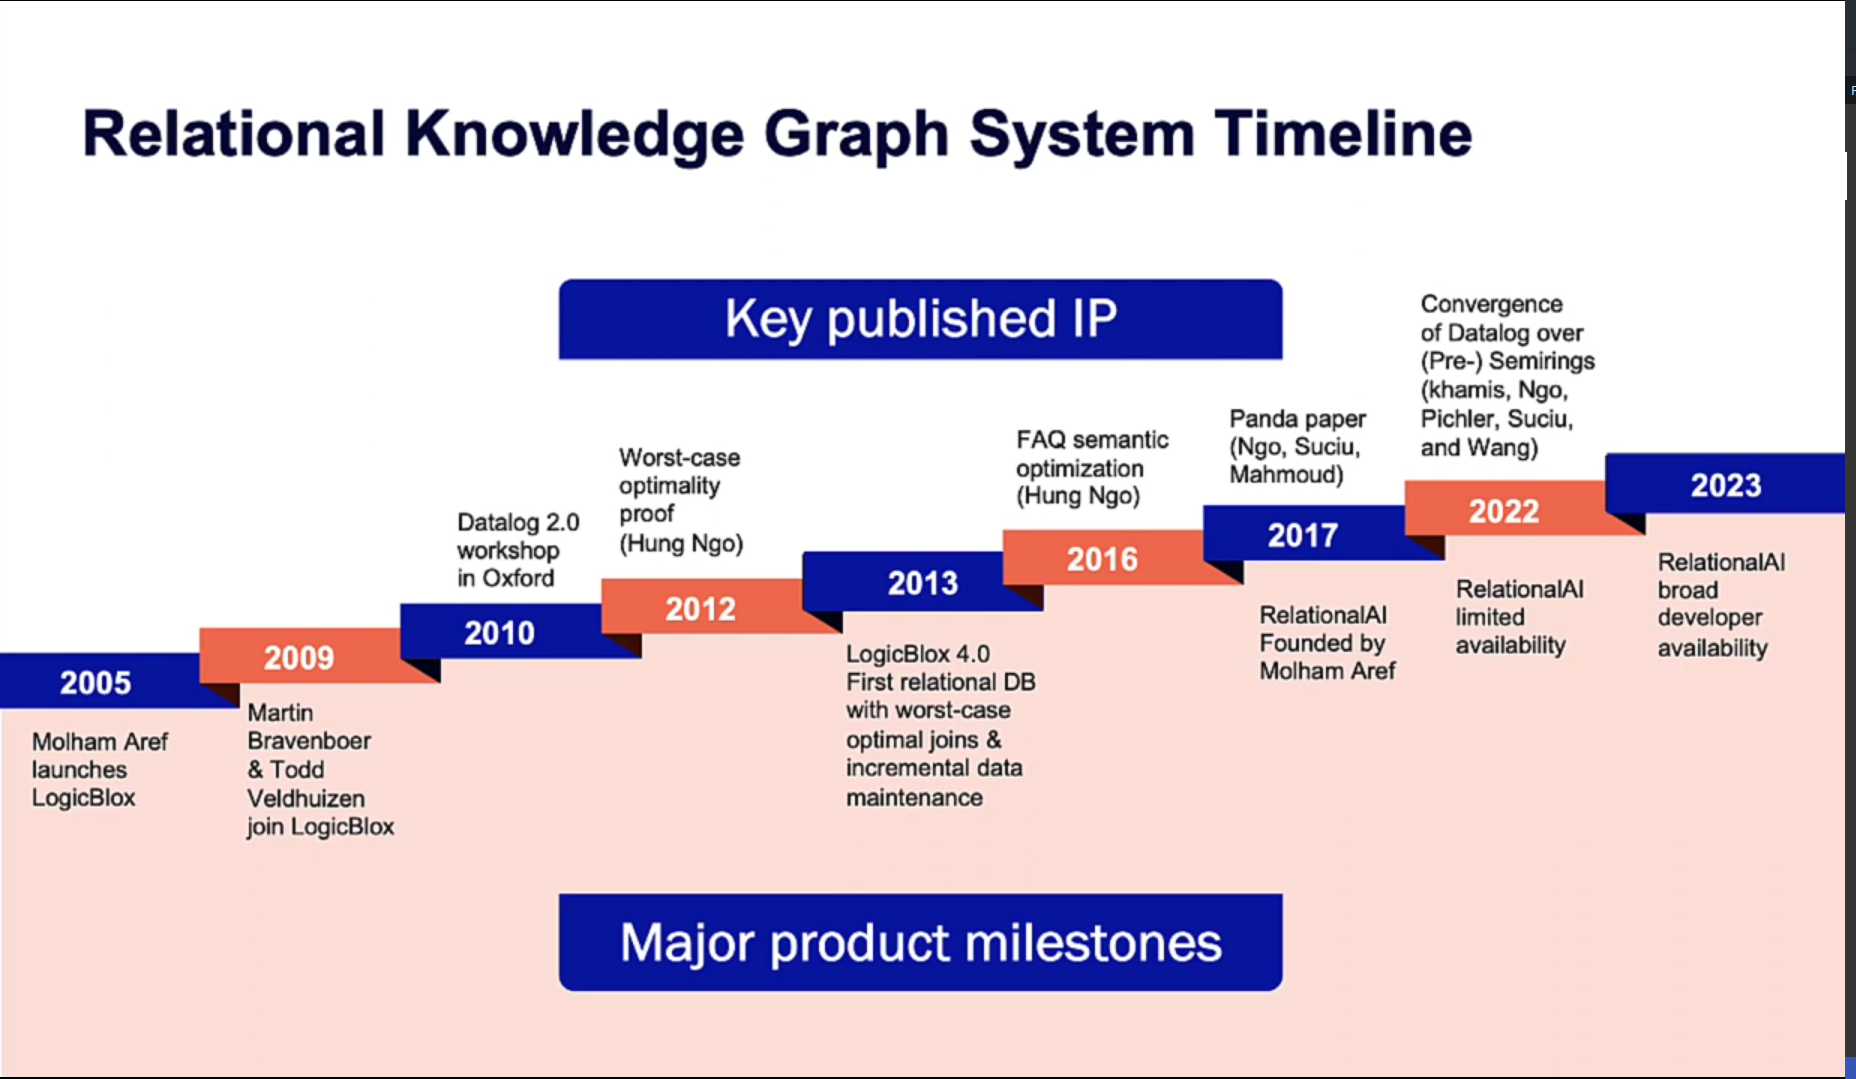 Relational Knowledge Graph System Timeline
Key published IP
Datalog 2.0
workshop
in Oxford
Worst-case
optimality
proof
(Hung Ngo)
FAQ semantic
optimization
(Hung Ngo)
Panda paper
(Ngo, Suciu,
Mahmoud)
Convergence
of Datalog over
(Pre-) Semirings
(khamis, Ngo,
Pichler, Suciu,
and Wang)
2005
2009
2010
2012
2013
2016
2017
2022
2023
Molham Aref
launches
LogicBlox
Martin
Bravenboer
& Todd
Veldhuizen
join LogicBlox
LogicBlox 4.0
First relational DB
with worst-case
optimal joins &
incremental data
maintenance
RelationalAI
Founded by
Molham Aref
RelationalAI
limited
availability
RelationalAI
broad
developer
availability
Major product milestones